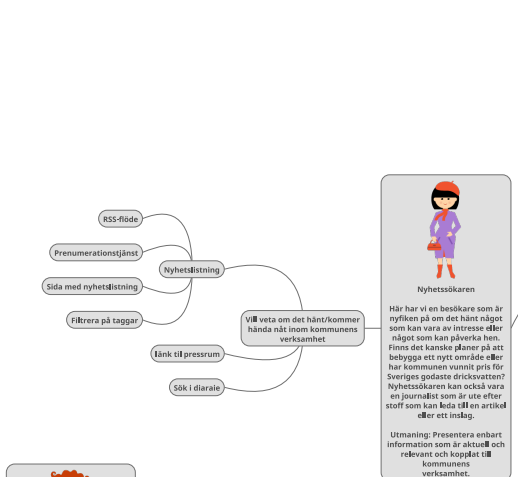 RSS-flöde
Prenumerationstjänst
Nyhetslistning
Sida med nyhetslistning
Filtrera på taggar
Vill veta om det hänt/kommer
hända nåt inom kommunens
verksamhet
länk til pressrum
Sök i diaraie
Nyhetssökaren
Här har vi en besökare som är
nyfiken på om det hänt något
som kan vara av intresse eller
något som kan påverka hen.
Finns det kanske planer på att
bebygga ett nytt område eller
har kommunen vunnit pris för
Sveriges godaste dricksvatten?
Nyhetssökaren kan också vara
en journalist som är ute efter
stoff som kan leda till en artikel
eller ett inslag.
Utmaning: Presentera enbart
information som är aktuell och
relevant och kopplat till
kommunens
verksamhet.